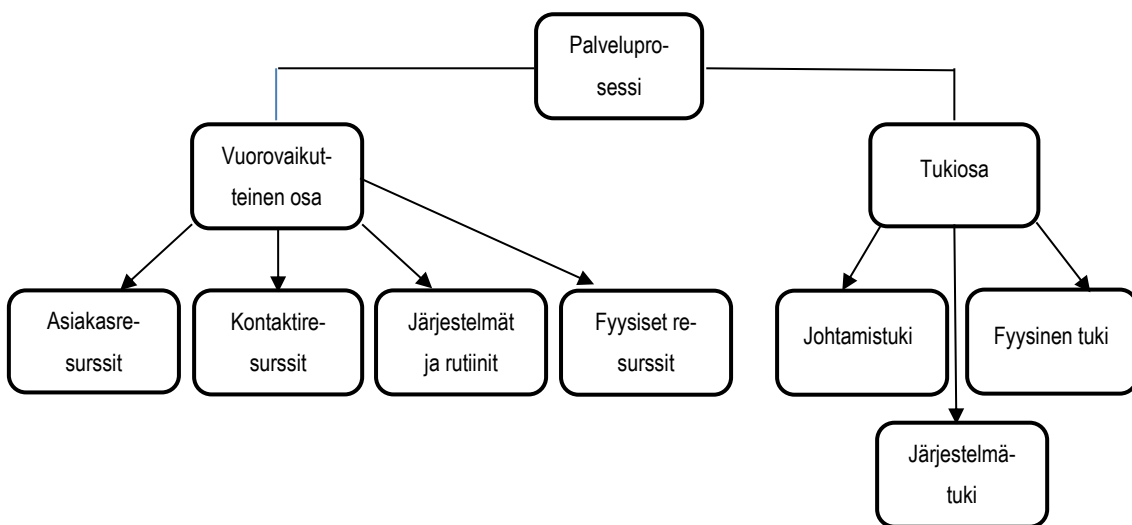 Palvelupro-
sessi
Vuorovaikut-
teinen osa
Tukiosa
Asiakasre-
surssit
Kontaktire-
surssit
Järjestelmät
ja rutiinit
Fyysiset re-
surssit
Johtamistuki
Fyysinen tuki
Järjestelmä-
tuki